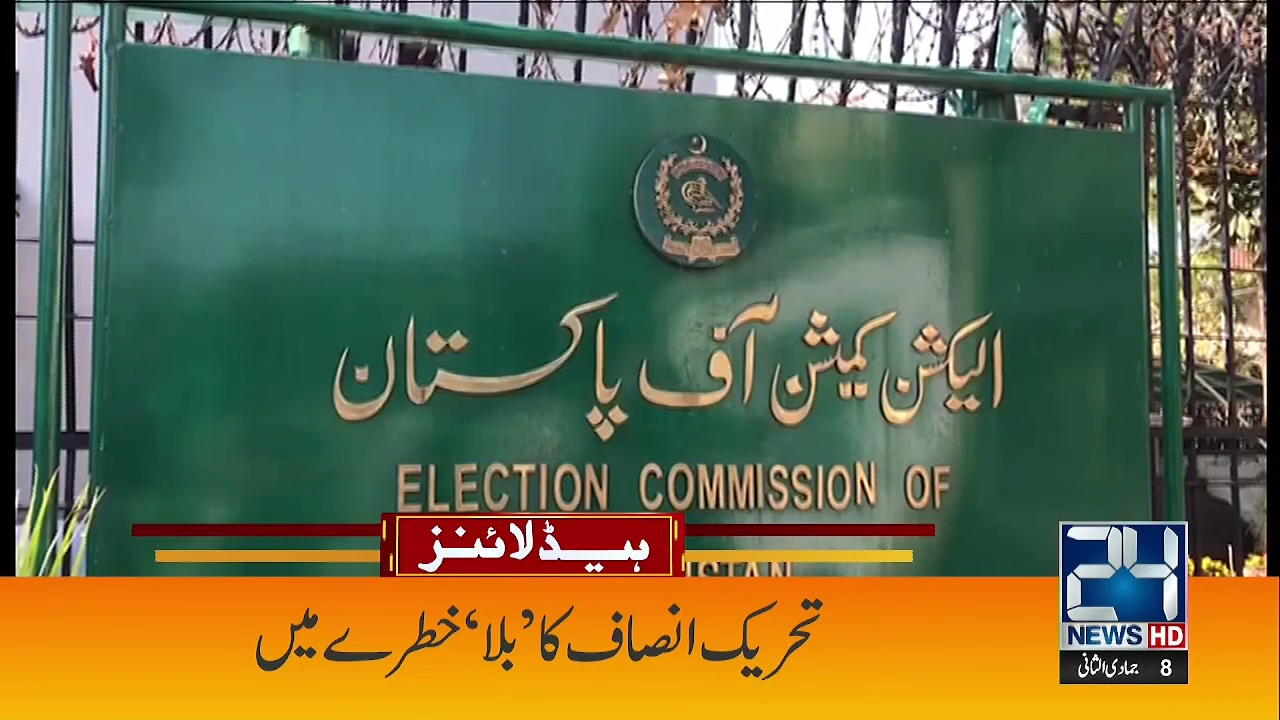 الیکشن کمیشن آف پاکستان
ELECTION COMMISSION OF
ہیڈلائنز
تحریک انصاف کا ’بلا‘ خطرے میں
24
NEWS HD
8 جمادی الثانی